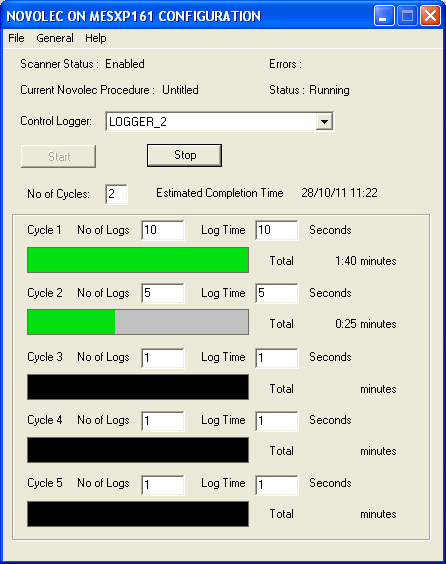 NOVOLEC ON MESXP161 CONFIGURATION
File General Help
Scanner Status : Enabled Errors :
Current Novolec Procedure : Untitled Status : Running
Control Logger: LOGGER_2
Start Stop
No of Cycles: 2 Estimated Completion Time 28/10/11 11:22
Cycle 1 No of Logs 10 Log Time 10 Seconds
Total 1:40 minutes
Cycle 2 No of Logs 5 Log Time 5 Seconds
Total 0:25 minutes
Cycle 3 No of Logs 1 Log Time 1 Seconds
Total minutes
Cycle 4 No of Logs 1 Log Time 1 Seconds
Total minutes
Cycle 5 No of Logs 1 Log Time 1 Seconds
Total minutes